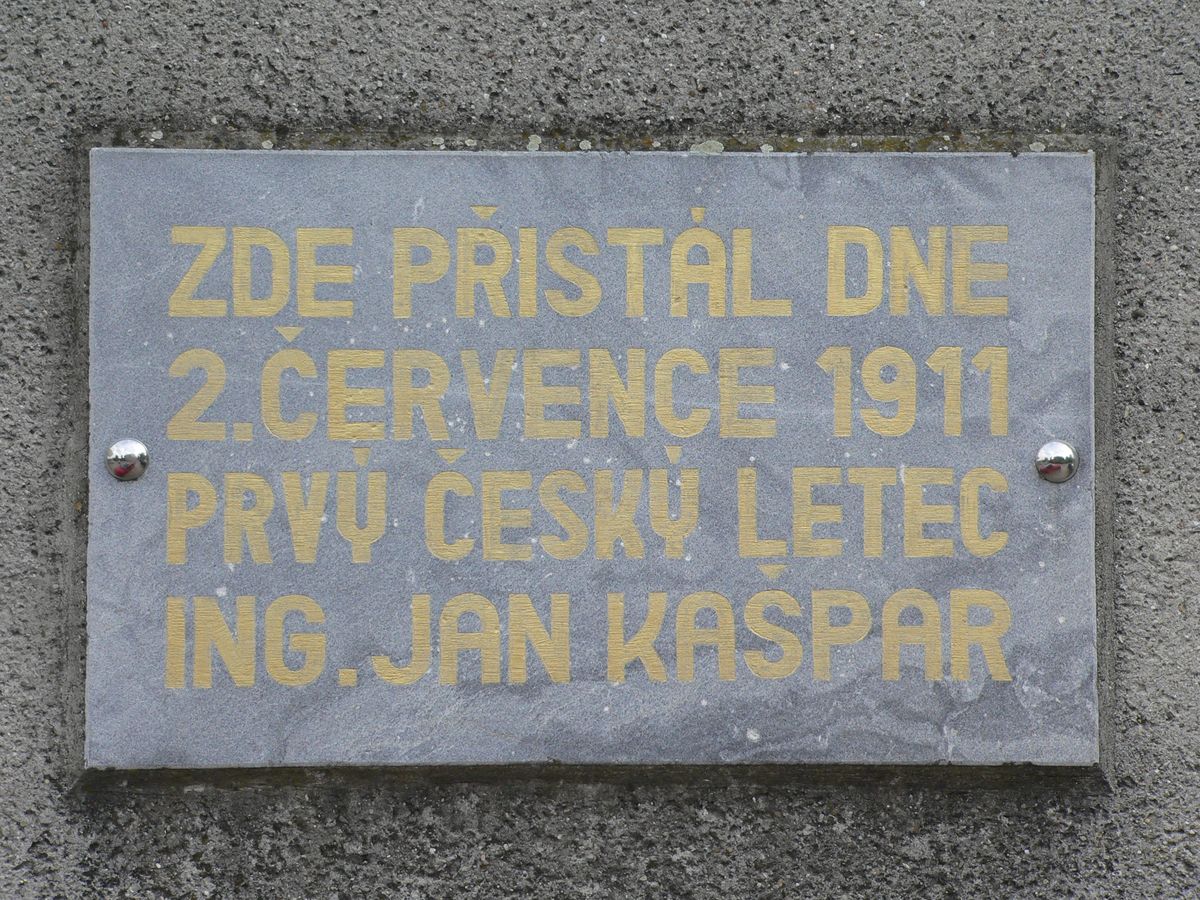 ZDE PŘISTÁL DNE
2. ČERVENCE 1911
PRVÝ ČESKÝ LETEC
ING. JAN KAŠPAR